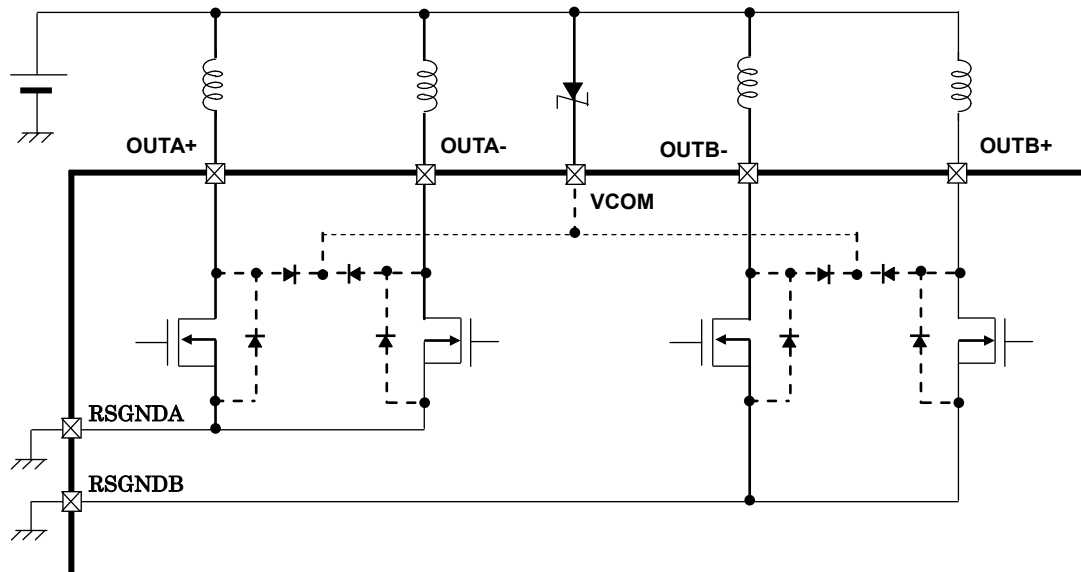 OUTA+
OUTA-
OUTB-
OUTB+
VCOM
RSGNDA
RSGNDB